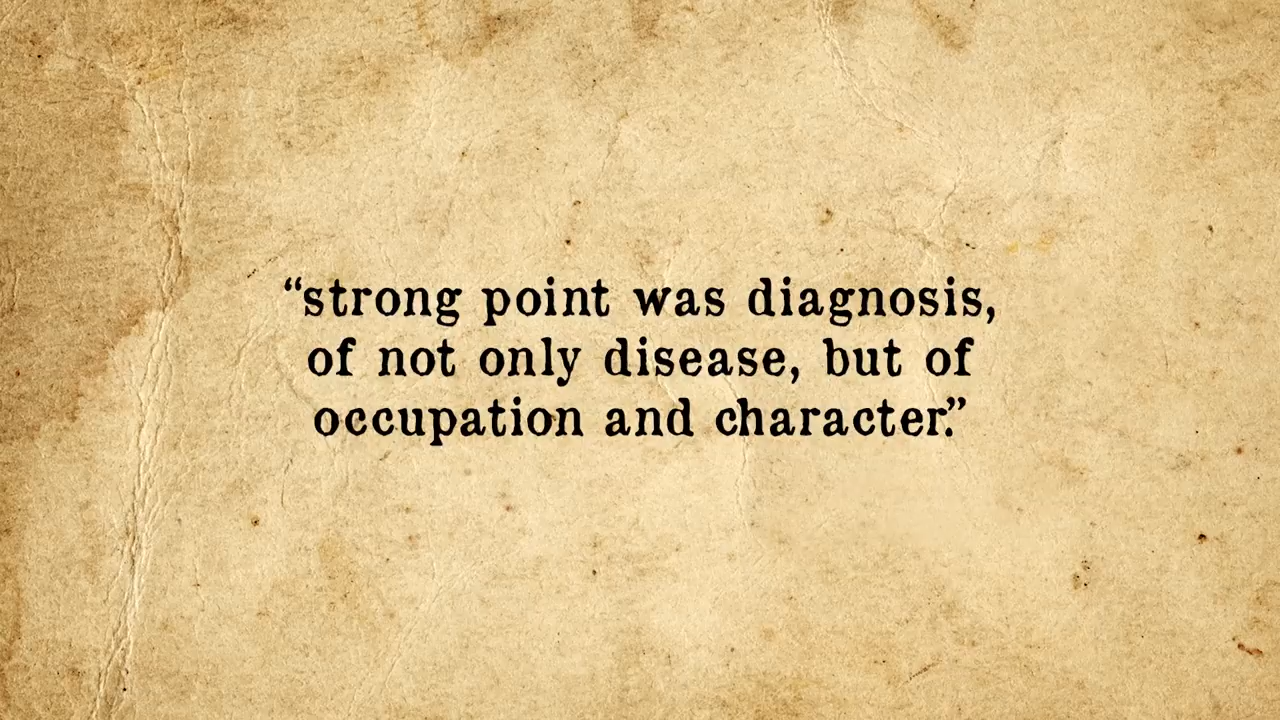 “strong point was diagnosis,
of not only disease, but of
occupation and character.”